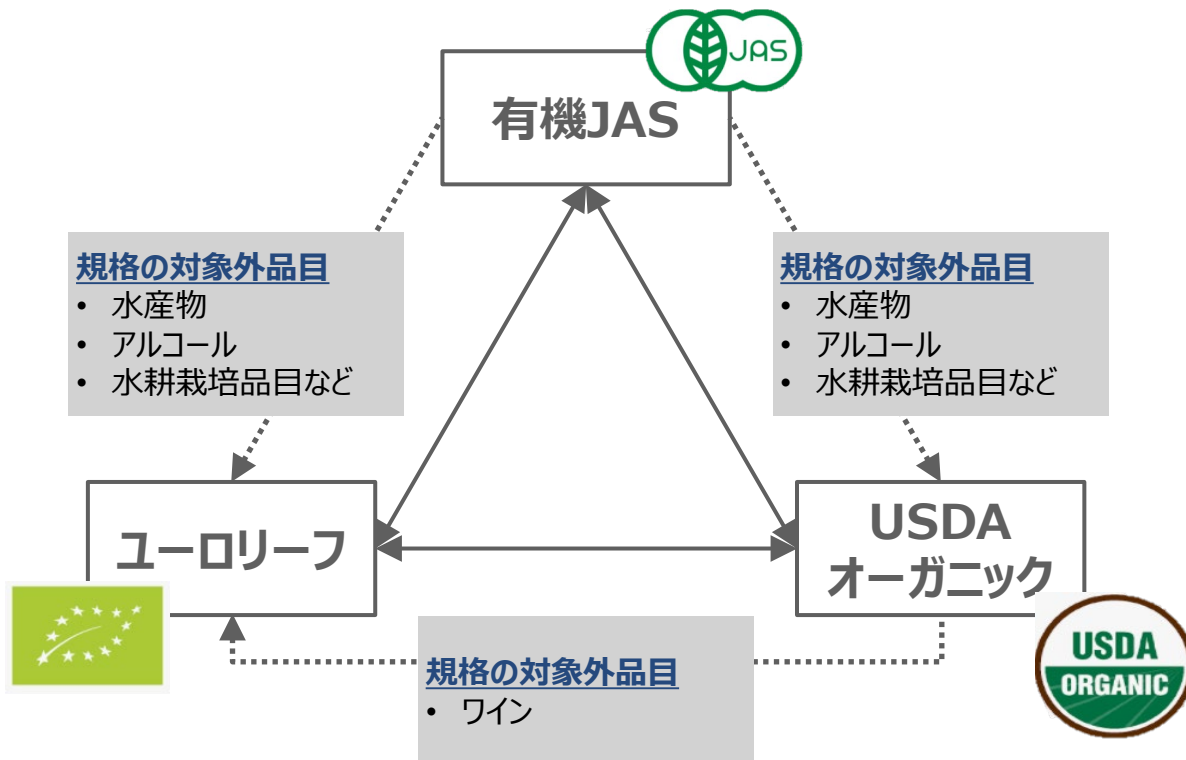 JAS
有機JAS
規格の対象外品目
• 水産物
• アルコール
• 水耕栽培品目など
規格の対象外品目
• 水産物
• アルコール
• 水耕栽培品目など
ユーロリーフ
USDA
オーガニック
規格の対象外品目
• ワイン
USDA
ORGANIC